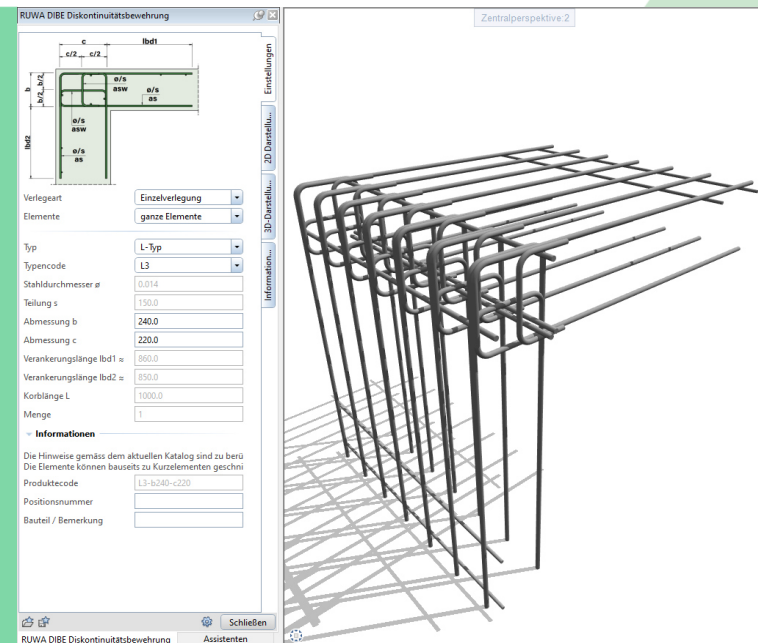 RUWA DIBE Diskontinuitätsbewehrung
Zentralperspektive:2
c
lbd1
c/2
c/2
b
b/2
b/2
ø/s
asw
ø/s
as
ø/s
asw
lbd2
ø/s
as
Einstellungen
2D Darstellu...
3D-Darstellu...
Information...
Verlegeart Einzelverlegung
Elemente ganze Elemente
Typ L-Typ
Typencode L3
Stahldurchmesser ø 0.014
Teilung s 150.0
Abmessung b 240.0
Abmessung c 220.0
Verankerungslänge lbd1 ≈ 860.0
Verankerungslänge lbd2 ≈ 850.0
Korblänge L 1000.0
Menge 1
Informationen
Die Hinweise gemäss dem aktuellen Katalog sind zu berü
Die Elemente können bauseits zu Kurzelementen geschni
Produktecode L3-b240-c220
Positionsnummer
Bauteil / Bemerkung
Schließen
RUWA DIBE Diskontinuitätsbewehrung Assistenten